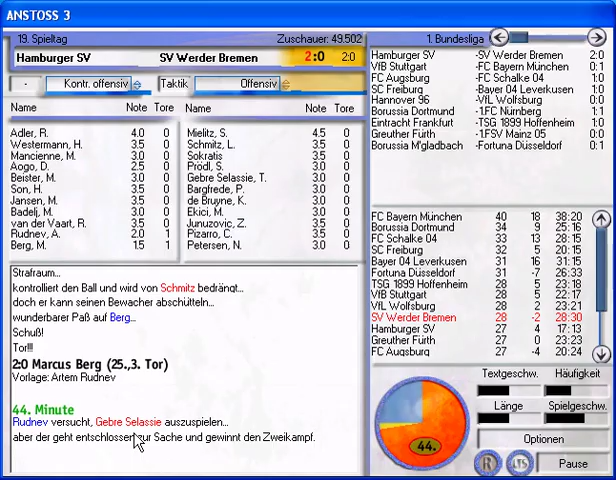 ANSTOSS 3
19. Spieltag Zuschauer: 49.502
Hamburger SV SV Werder Bremen 2:0 2:0
- Kontr. offensiv Taktik Offensiv
Name Note Tore Name Note Tore
Adler, R. 4.0 0 Mielitz, S. 4.5 0
Westermann, H. 3.5 0 Schmitz, L. 3.5 0
Mancienne, M. 3.0 0 Sokratis 3.5 0
Aogo, D. 2.5 0 Prödl, S. 3.5 0
Beister, M. 3.0 0 Gebre Selassie, T. 3.0 0
Son, H. 3.5 0 Bargfrede, P. 3.0 0
Jansen, M. 3.5 0 de Bruyne, K. 3.0 0
Badelj, M. 3.0 0 Ekici, M. 3.0 0
van der Vaart, R. 3.5 0 Junuzovic, Z. 3.5 0
Rudnev, A. 2.0 1 Pizarro, C. 3.5 0
Berg, M. 1.5 1 Petersen, N. 3.0 0
Strafraum...
kontrolliert den Ball und wird von Schmitz bedrängt...
doch er kann seinen Bewacher abschütteln...
wunderbarer Paß auf Berg...
Schuß!
Tor!!!
2:0 Marcus Berg (25.,3. Tor)
Vorlage: Artem Rudnev
44. Minute
Rudnev versucht, Gebre Selassie auszuspielen...
aber der geht entschlossen zur Sache und gewinnt den Zweikampf.
1. Bundesliga
Hamburger SV -SV Werder Bremen 2:0
VfB Stuttgart -FC Bayern München 0:1
FC Augsburg -FC Schalke 04 1:0
SC Freiburg -Bayer 04 Leverkusen 1:0
Hannover 96 -VfL Wolfsburg 0:0
Borussia Dortmund -1FC Nürnberg 1:1
Eintracht Frankfurt -TSG 1899 Hoffenheim 1:0
Greuther Fürth -1FSV Mainz 05 0:0
Borussia M'gladbach -Fortuna Düsseldorf 0:1
FC Bayern München 40 18 38:20
Borussia Dortmund 34 9 25:16
FC Schalke 04 33 13 28:15
SC Freiburg 32 5 20:15
Bayer 04 Leverkusen 31 16 31:15
Fortuna Düsseldorf 31 -7 26:33
TSG 1899 Hoffenheim 28 5 23:18
VfB Stuttgart 28 5 22:17
VfL Wolfsburg 28 2 23:21
SV Werder Bremen 28 -2 28:30
Hamburger SV 27 4 17:13
Greuther Fürth 27 0 23:23
FC Augsburg 27 -4 20:24
Textgeschw. Häufigkeit
Länge Spielgeschw.
44.
Optionen
R LTS Pause